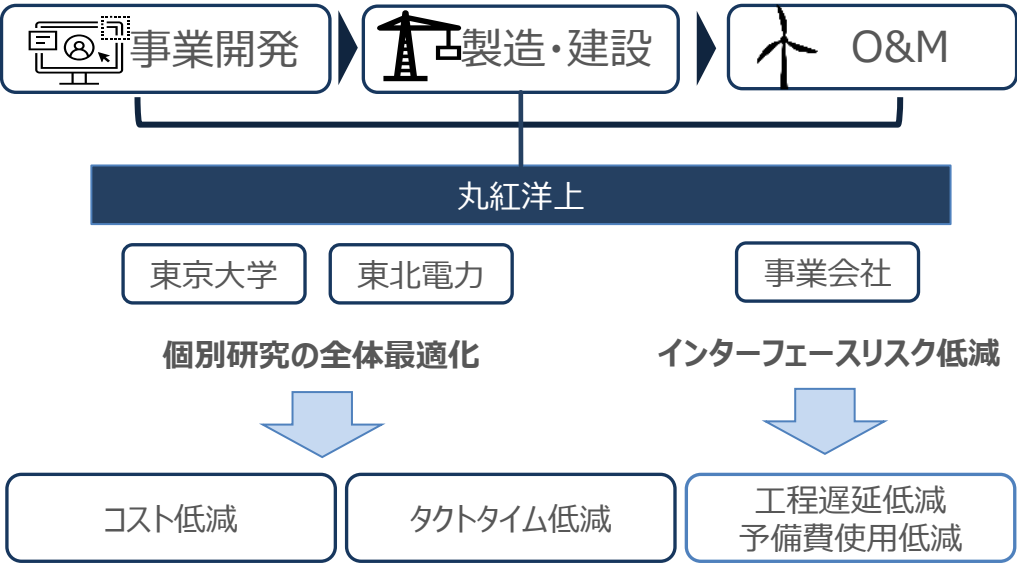 事業開発
製造・建設
O&M
丸紅洋上
東京大学
東北電力
事業会社
個別研究の全体最適化
インターフェースリスク低減
コスト低減
タクトタイム低減
工程遅延低減
予備費使用低減